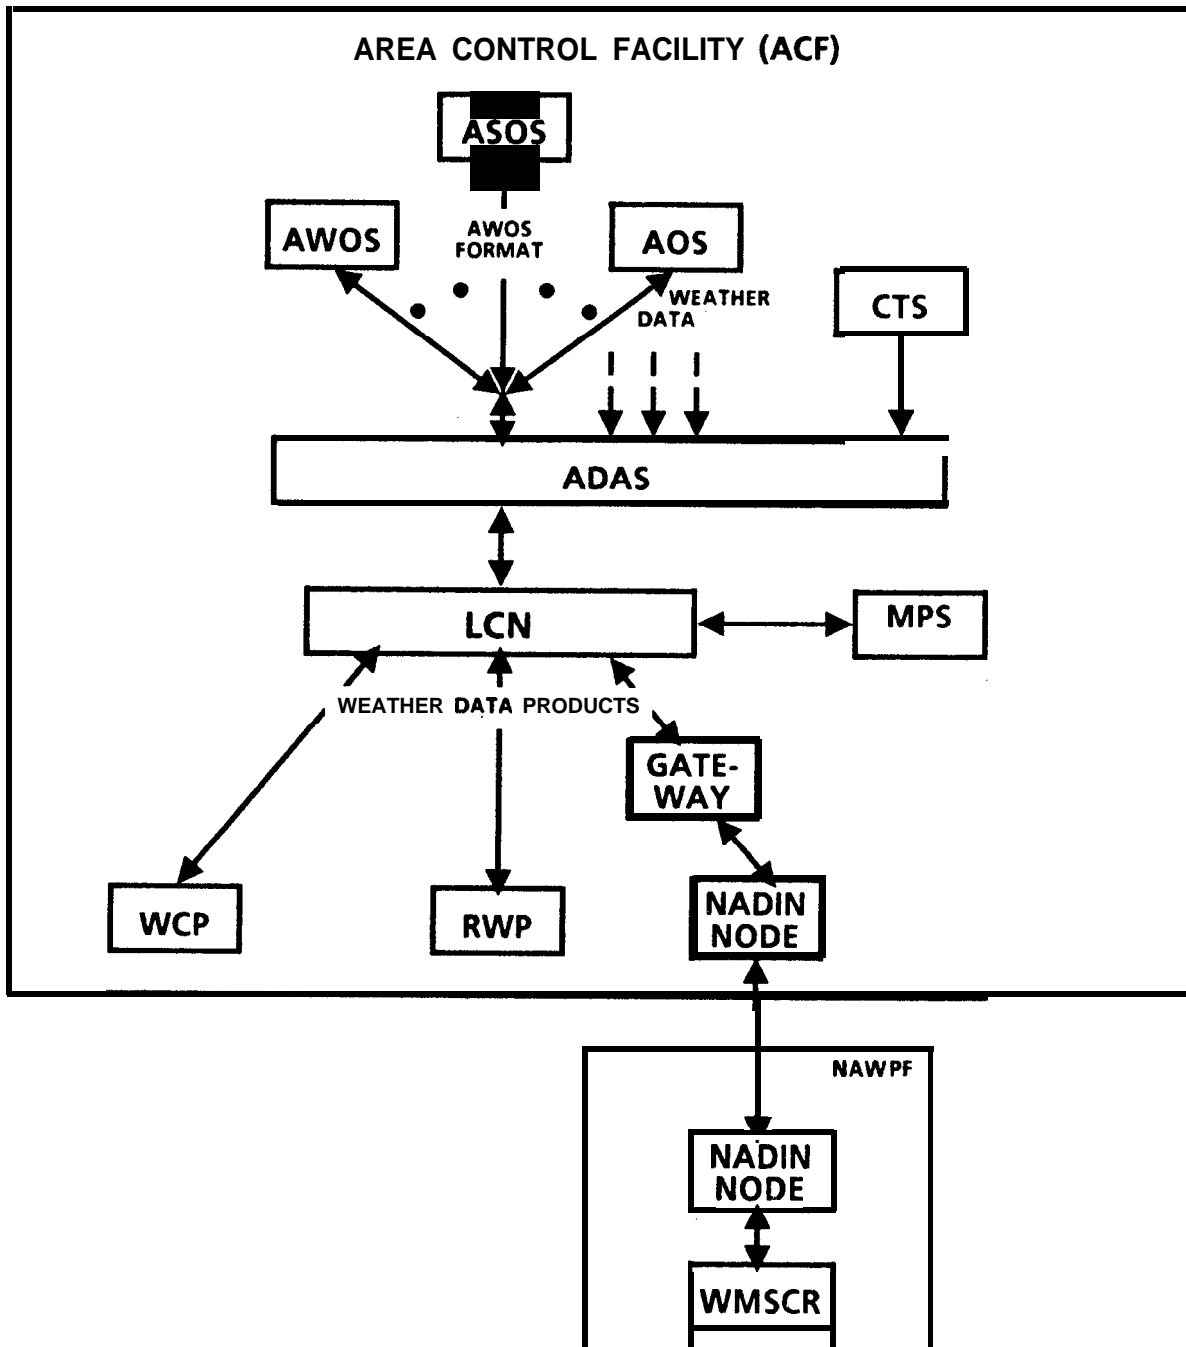 AREA CONTROL FACILITY (ACF)
ASOS
AWOS
AWOS
FORMAT
AOS
WEATHER
DATA
CTS
ADAS
LCN
MPS
WEATHER DATA PRODUCTS
GATE-
WAY
WCP
RWP
NADIN
NODE
NAWPF
NADIN
NODE
WMSCR